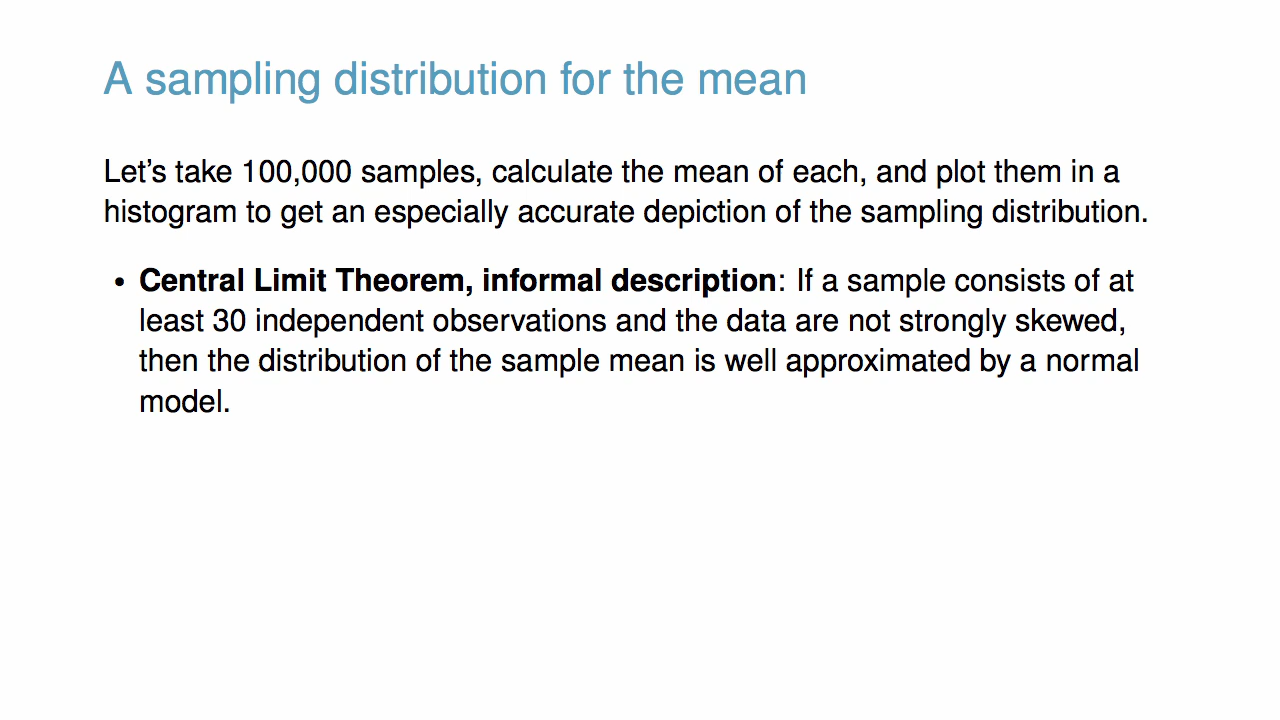 A sampling distribution for the mean
Let’s take 100,000 samples, calculate the mean of each, and plot them in a
histogram to get an especially accurate depiction of the sampling distribution.
• Central Limit Theorem, informal description: If a sample consists of at
least 30 independent observations and the data are not strongly skewed,
then the distribution of the sample mean is well approximated by a normal
model.